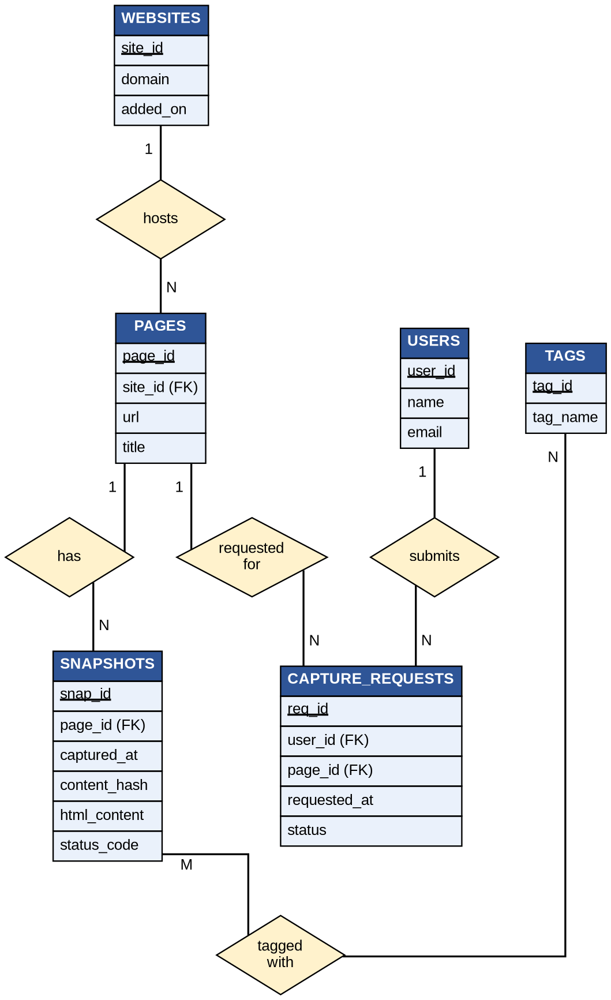 WEBSITES
site_id
domain
added_on
1
hosts
N
PAGES
page_id
site_id (FK)
url
title
USERS
user_id
name
email
TAGS
tag_id
tag_name
1
1
1
N
has
requested
for
submits
N
N
N
SNAPSHOTS
snap_id
page_id (FK)
captured_at
content_hash
html_content
status_code
CAPTURE_REQUESTS
req_id
user_id (FK)
page_id (FK)
requested_at
status
M
tagged
with